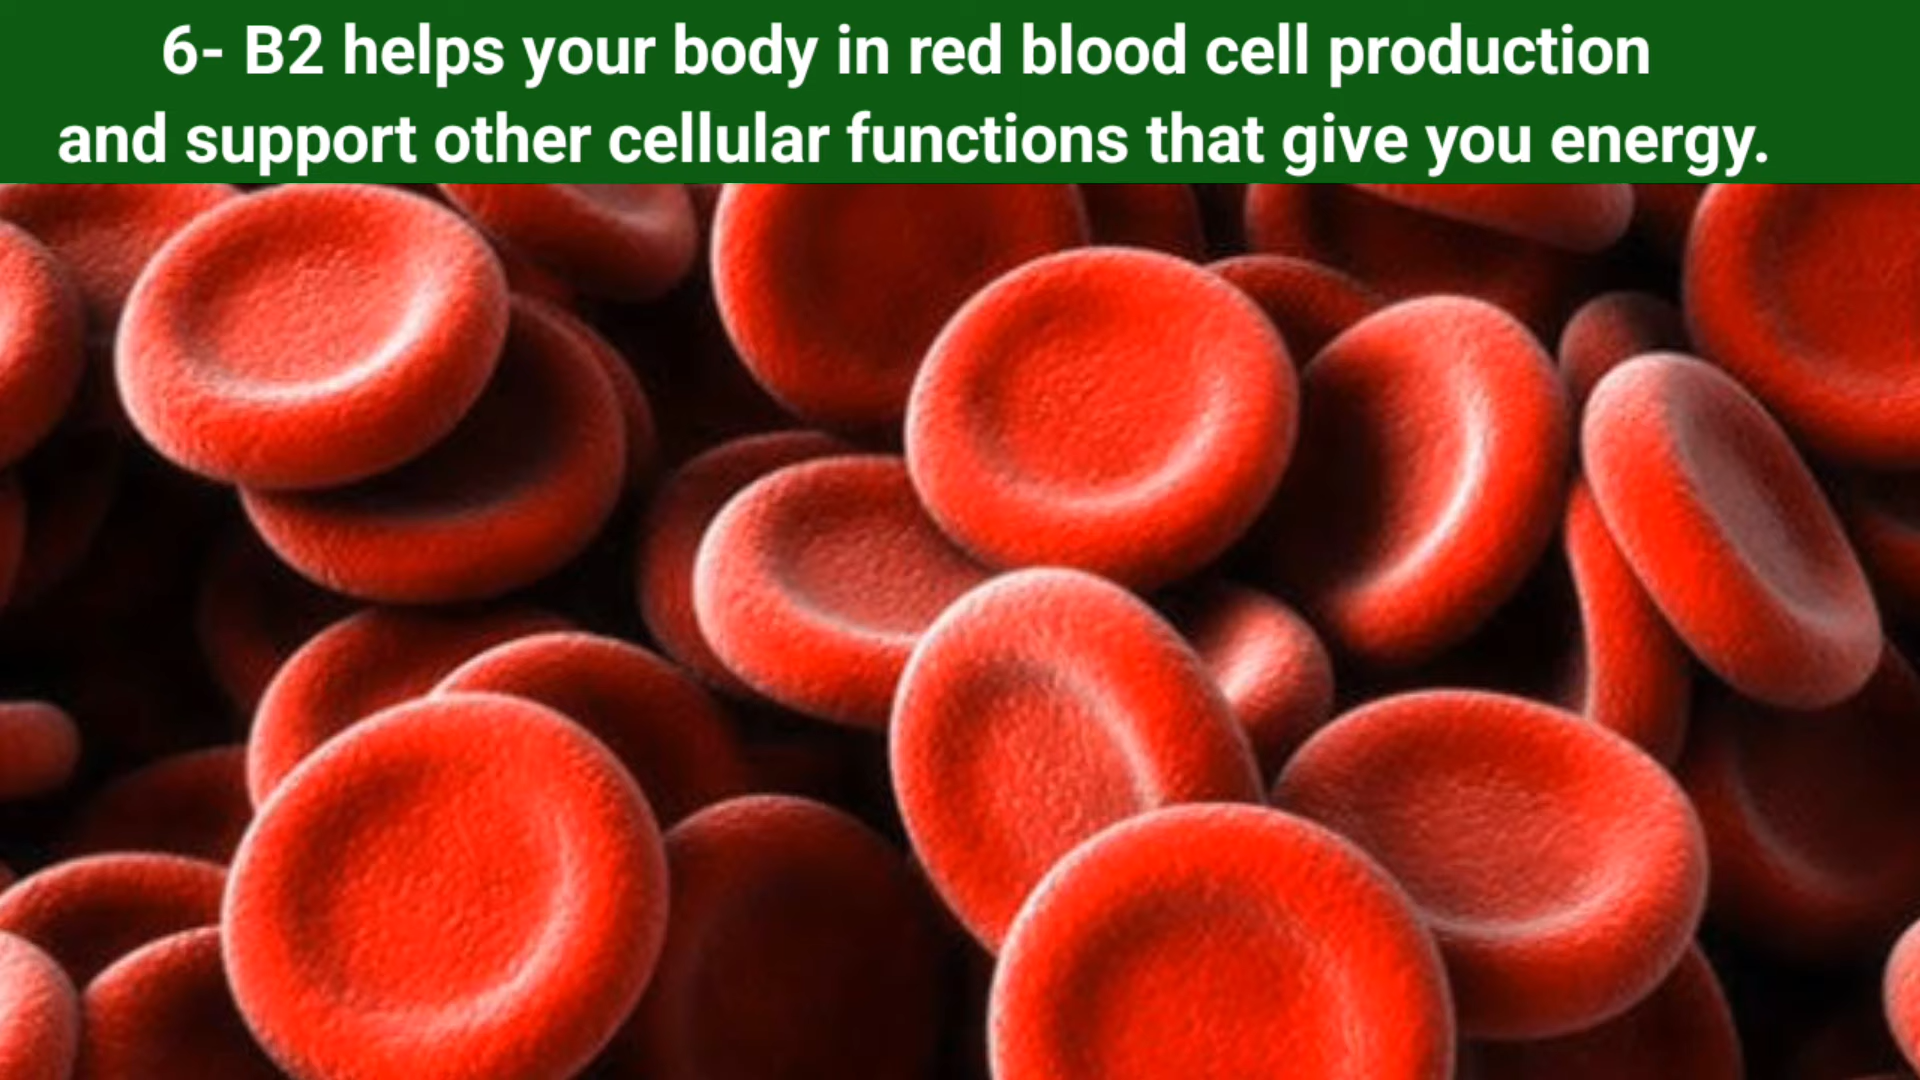 6- B2 helps your body in red blood cell production
and support other cellular functions that give you energy.